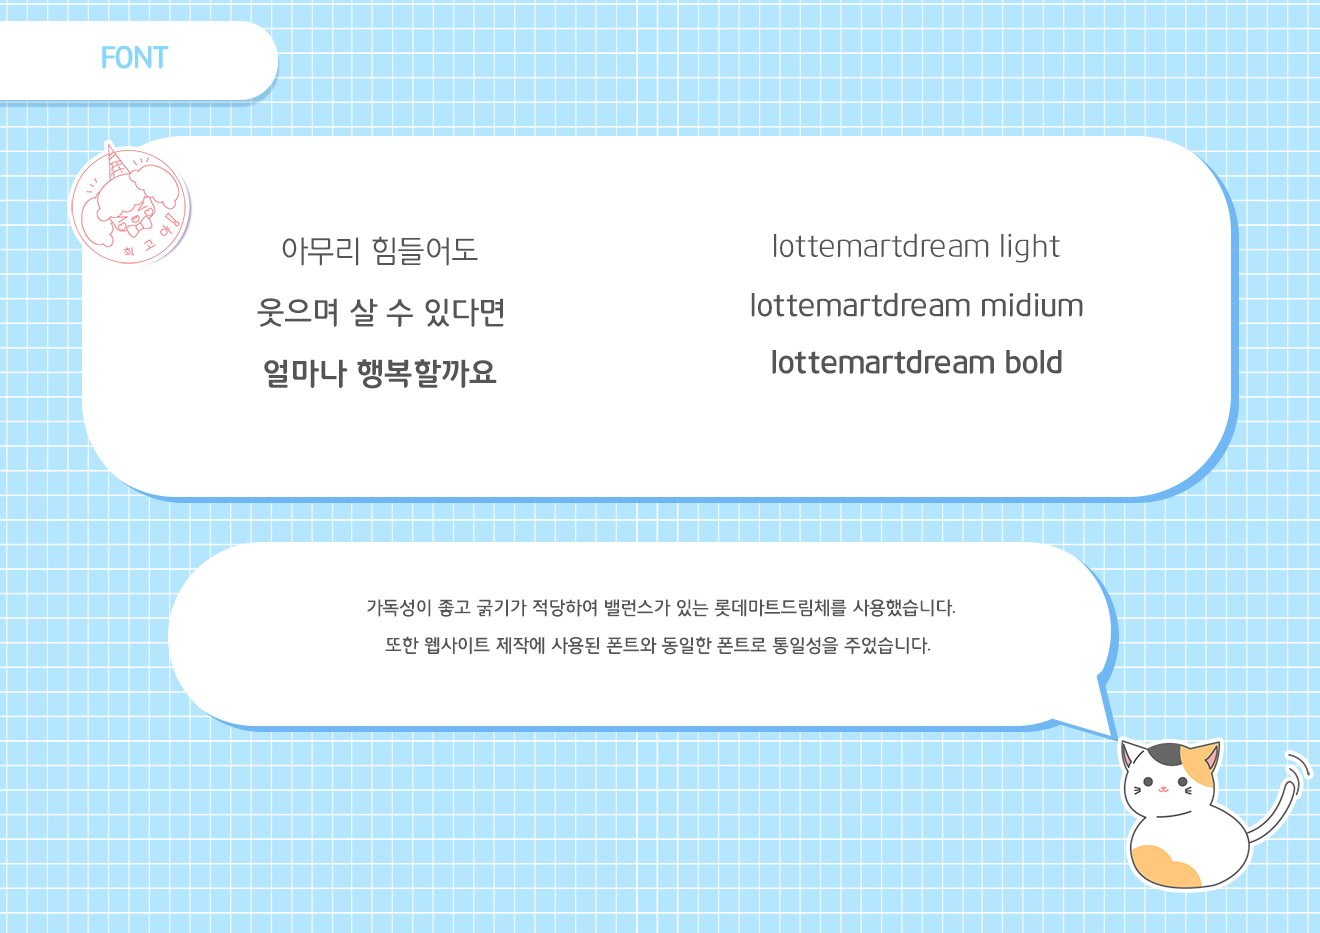 FONT
최고야!
아무리 힘들어도
웃으며 살 수 있다면
얼마나 행복할까요
lottemartdream light
lottemartdream midium
lottemartdream bold
가독성이 좋고 굵기가 적당하여 밸런스가 있는 롯데마트드림체를 사용했습니다.
또한 웹사이트 제작에 사용된 폰트와 동일한 폰트로 통일성을 주었습니다.